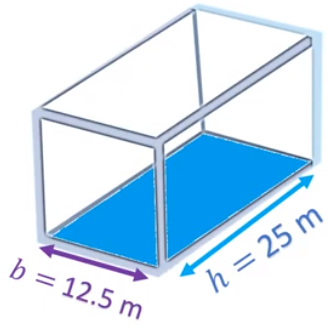 b = 12.5 m
h = 25 m